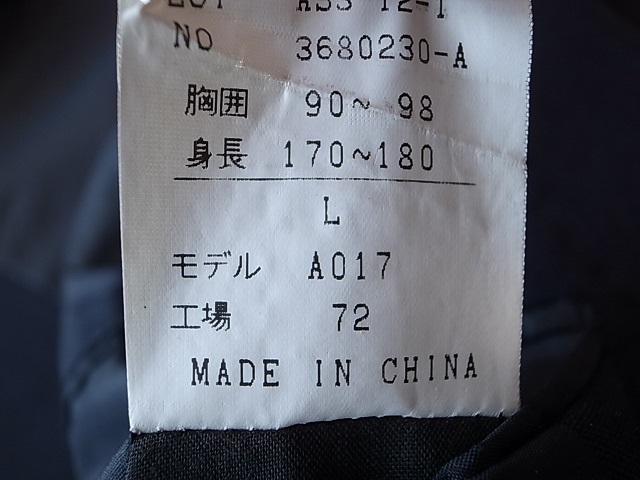 NO 3680230-A
胸囲 90~ 98
身長 170~180
L
モデル A017
工場 72
MADE IN CHINA